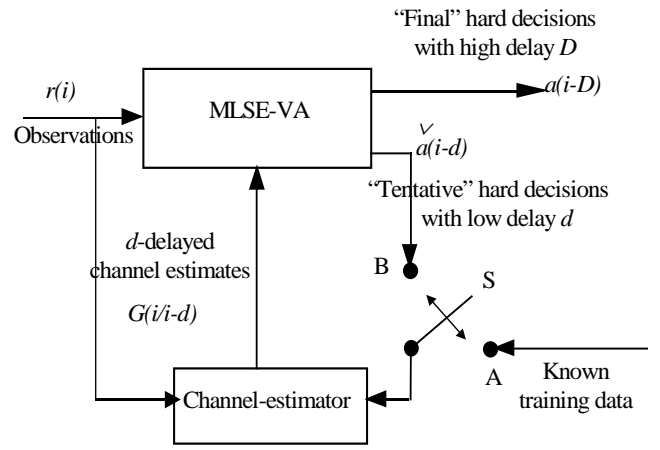 “Final” hard decisions
with high delay D
r(i)
MLSE-VA
a(i-D)
Observations
ǎ(i-d)
“Tentative” hard decisions
with low delay d
d-delayed
channel estimates
G(i/i-d)
B
S
A
Known
training data
Channel-estimator